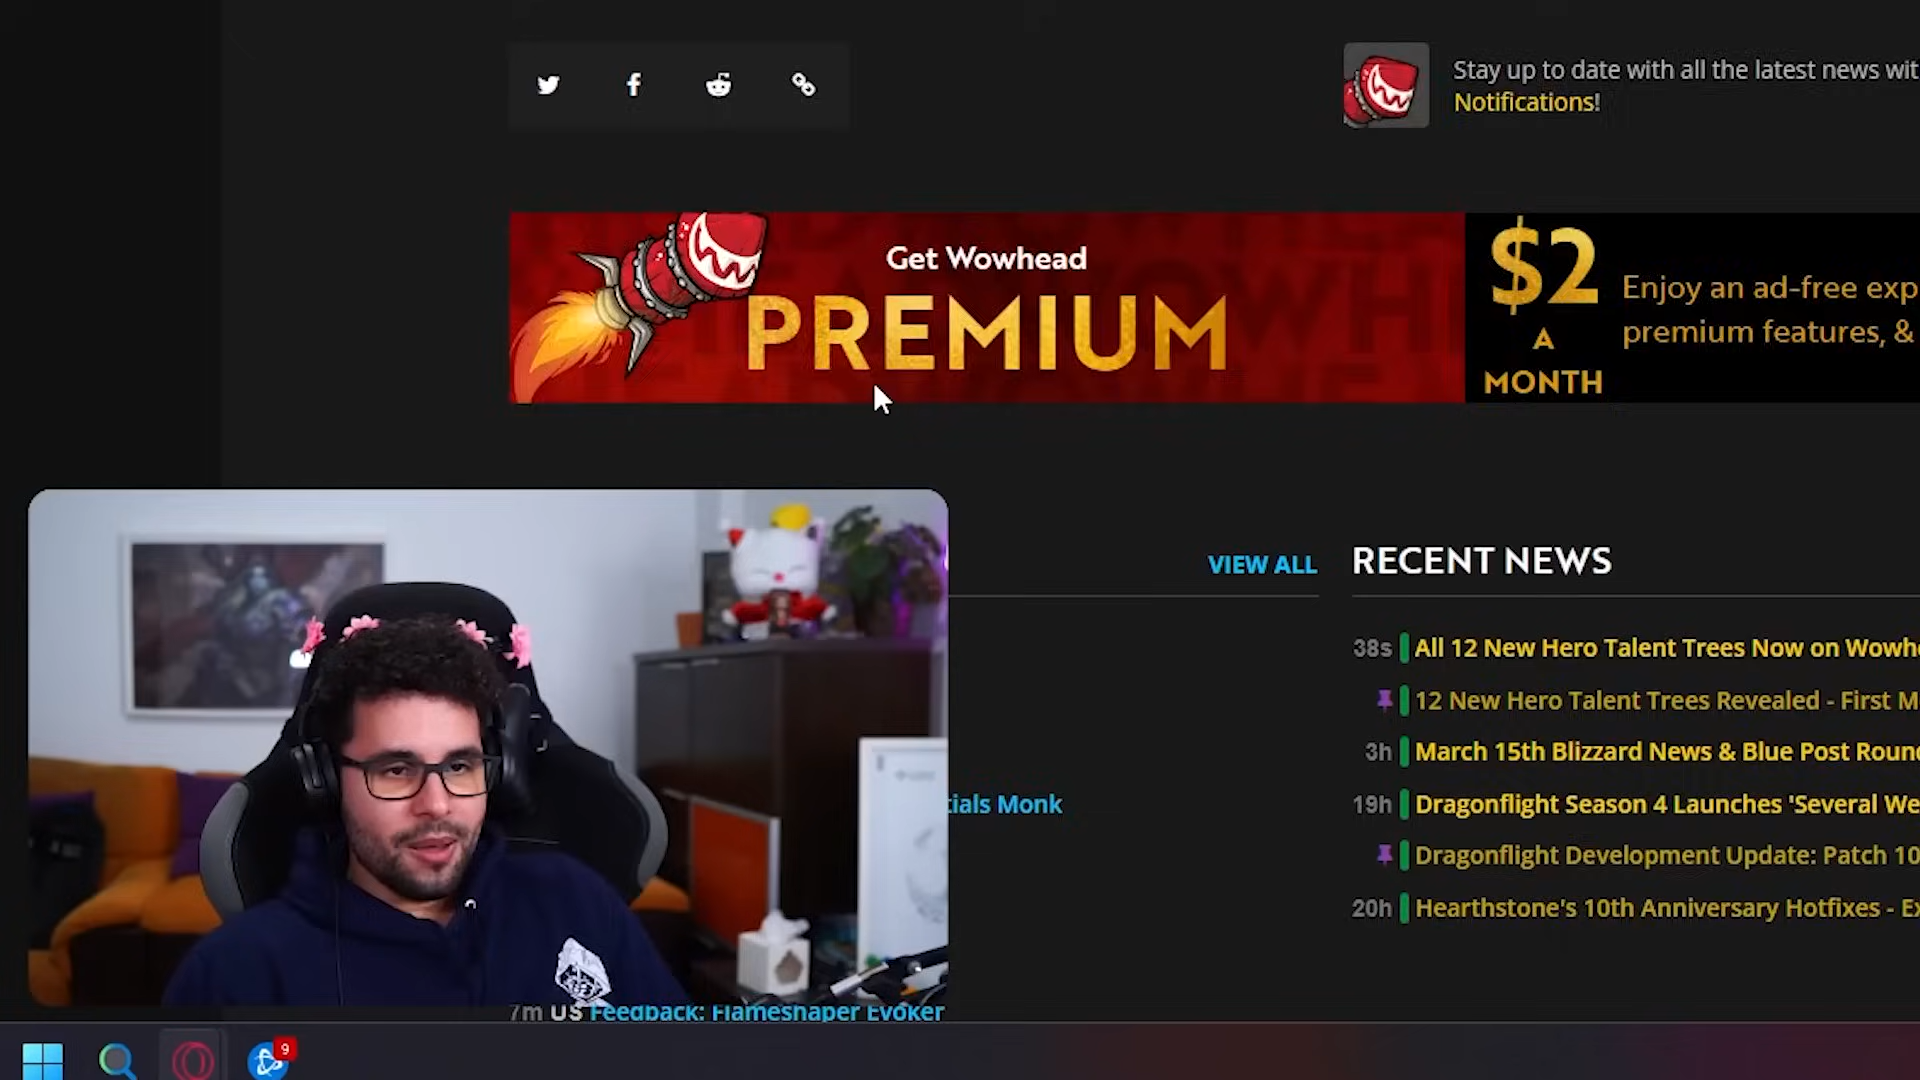 Stay up to date with all the latest news wit
Notifications!
Get Wowhead
PREMIUM
$2
A
MONTH
Enjoy an ad-free exp
premium features, &
VIEW ALL
RECENT NEWS
38s All 12 New Hero Talent Trees Now on Wowhe
12 New Hero Talent Trees Revealed - First M
3h March 15th Blizzard News & Blue Post Roun
19h Dragonflight Season 4 Launches 'Several We
Dragonflight Development Update: Patch 10
20h Hearthstone's 10th Anniversary Hotfixes - Ex
tials Monk
7m US Feedback: Flameshaper Evoker
9